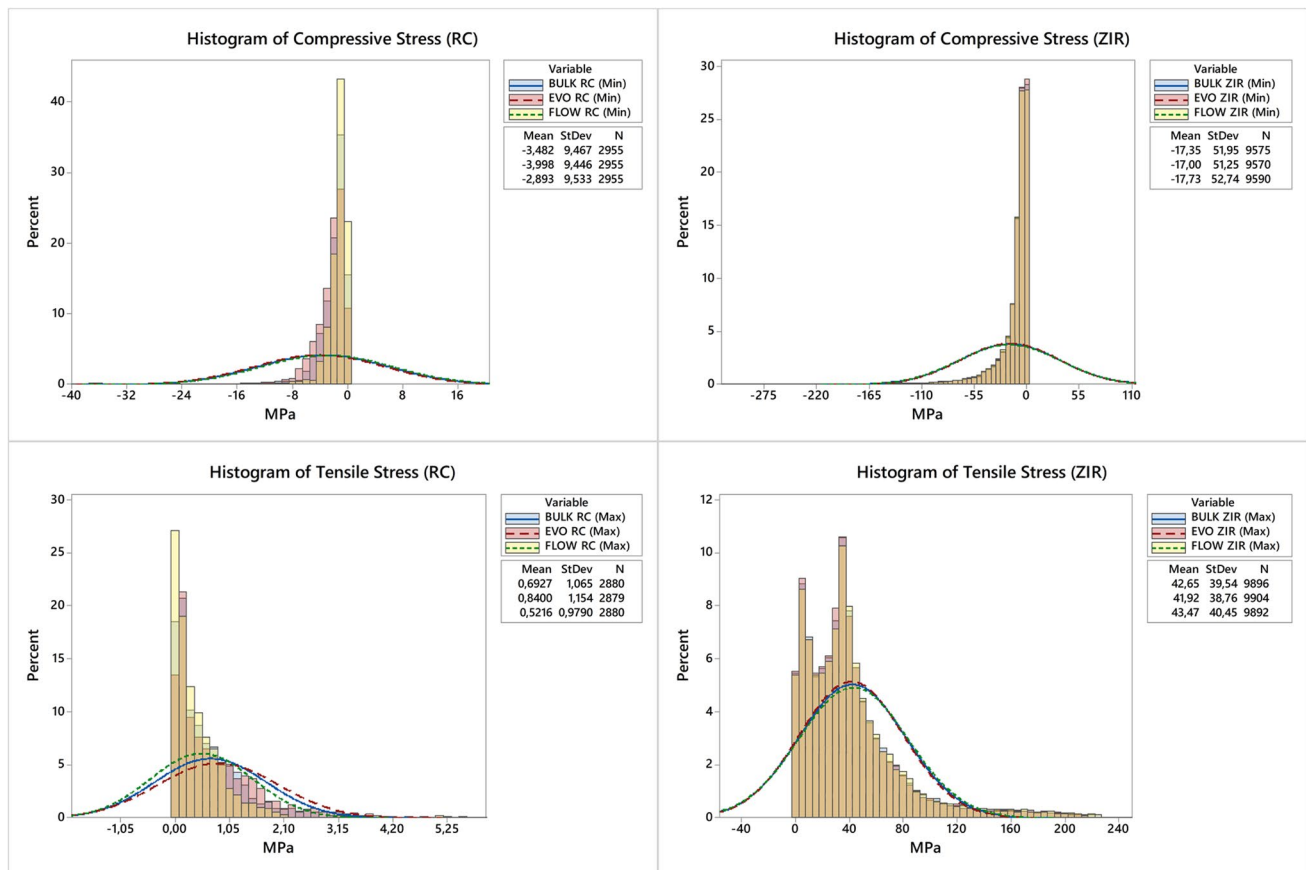 Histogram of Compressive Stress (RC)
Variable
BULK RC (Min)
EVO RC (Min)
FLOW RC (Min)
Mean StDev N
-3,482 9,467 2955
-3,998 9,446 2955
-2,893 9,533 2955
Percent
40
30
20
10
0
-40 -32 -24 -16 -8 0 8 16
MPa
Histogram of Compressive Stress (ZIR)
Variable
BULK ZIR (Min)
EVO ZIR (Min)
FLOW ZIR (Min)
Mean StDev N
-17,35 51,95 9575
-17,00 51,25 9570
-17,73 52,74 9590
Percent
30
25
20
15
10
5
0
-275 -220 -165 -110 -55 0 55 110
MPa
Histogram of Tensile Stress (RC)
Variable
BULK RC (Max)
EVO RC (Max)
FLOW RC (Max)
Mean StDev N
0,6927 1,065 2880
0,8400 1,154 2879
0,5216 0,9790 2880
Percent
30
25
20
15
10
5
0
-1,05 0,00 1,05 2,10 3,15 4,20 5,25
MPa
Histogram of Tensile Stress (ZIR)
Variable
BULK ZIR (Max)
EVO ZIR (Max)
FLOW ZIR (Max)
Mean StDev N
42,65 39,54 9896
41,92 38,76 9904
43,47 40,45 9892
Percent
12
10
8
6
4
2
0
-40 0 40 80 120 160 200 240
MPa